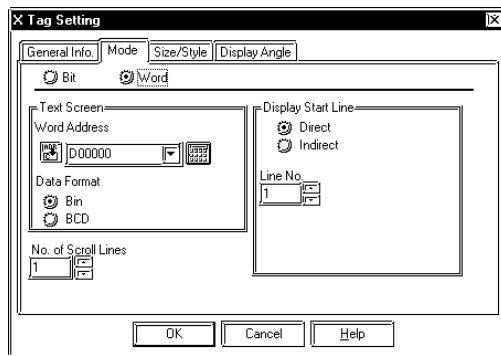 X Tag Setting
General Info. Mode Size/Style Display Angle
Bit Word
Text Screen
Word Address
D00000
Data Format
Bin
BCD
No. of Scroll Lines
1
Display Start Line
Direct
Indirect
Line No.
1
OK Cancel Help